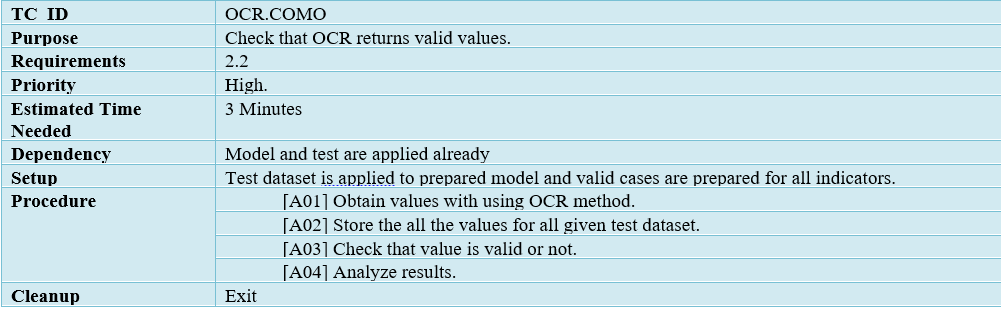 TC_ID OCR.COMO
Purpose Check that OCR returns valid values.
Requirements 2.2
Priority High.
Estimated Time 3 Minutes
Needed
Dependency Model and test are applied already
Setup Test dataset is applied to prepared model and valid cases are prepared for all indicators.
Procedure [A01] Obtain values with using OCR method.
[A02] Store the all the values for all given test dataset.
[A03] Check that value is valid or not.
[A04] Analyze results.
Cleanup Exit